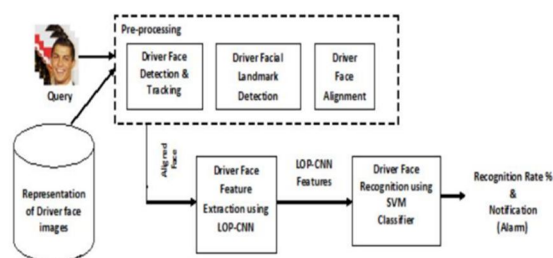 Pre-processing
Driver Face
Detection &
Tracking
Driver Facial
Landmark
Detection
Driver
Face
Alignment
Query
Representation
of Driver face
images
Aligned
Face
Driver Face
Feature
Extraction using
LOP-CNN
LOP-CNN
Features
Driver Face
Recognition using
SVM
Classifier
Recognition Rate %
&
Notification
(Alarm)